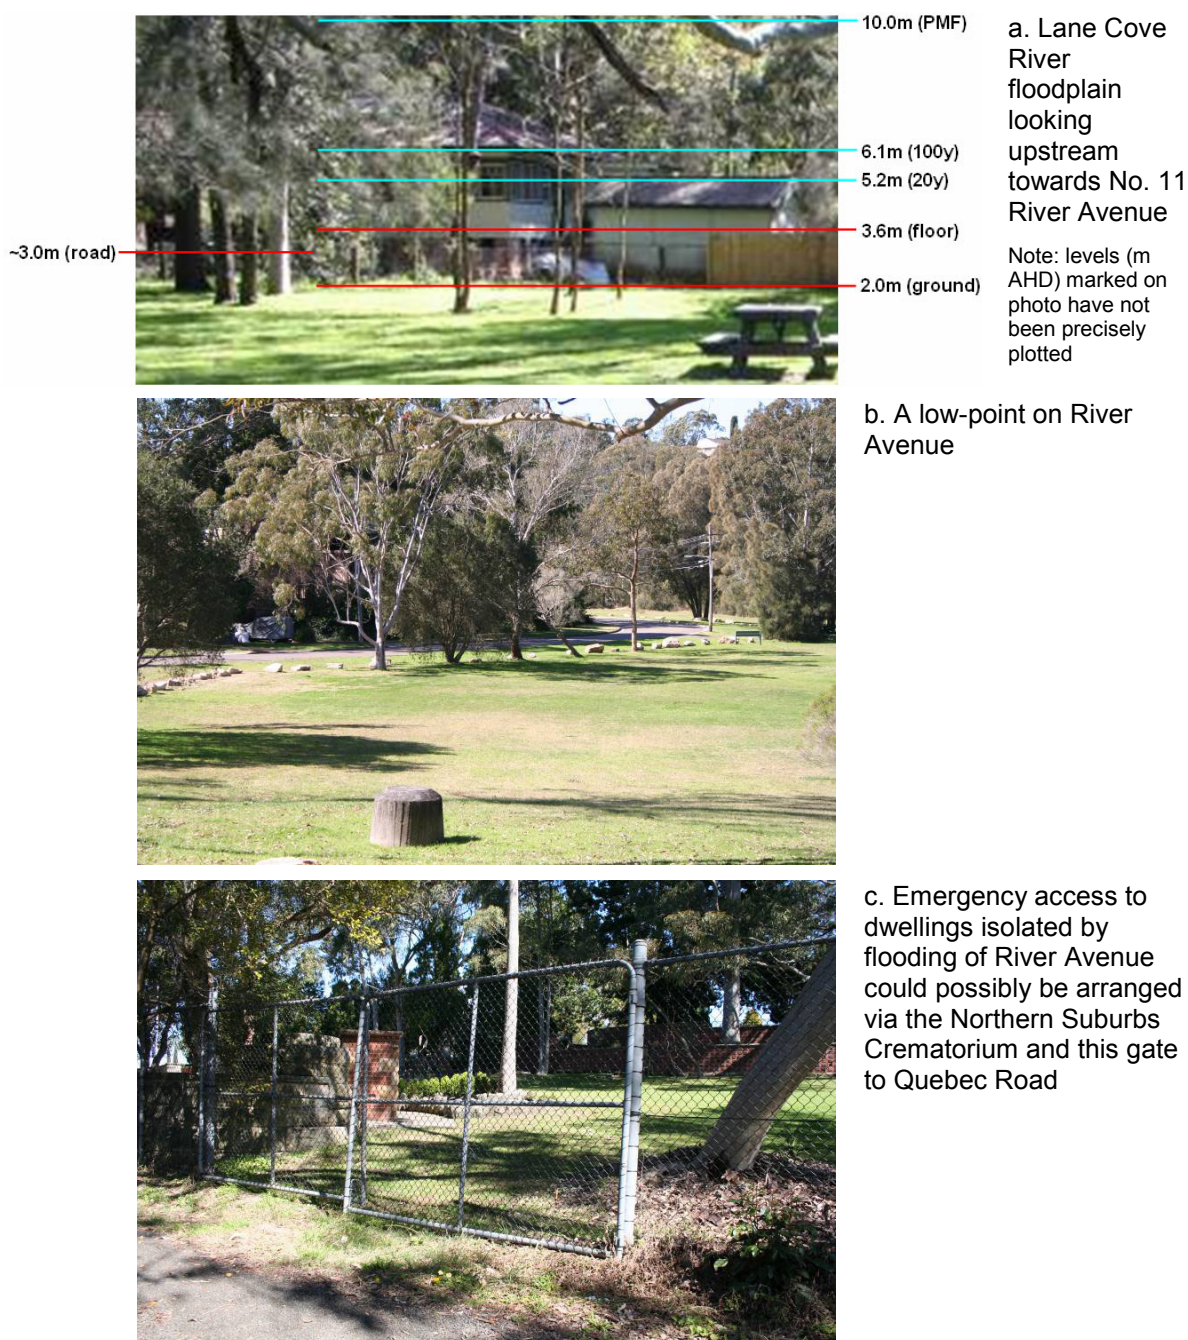 10.0m (PMF)
6.1m (100y)
5.2m (20y)
3.6m (floor)
~3.0m (road)
2.0m (ground)
a. Lane Cove
River
floodplain
looking
upstream
towards No. 11
River Avenue
Note: levels (m
AHD) marked on
photo have not
been precisely
plotted
b. A low-point on River
Avenue
c. Emergency access to
dwellings isolated by
flooding of River Avenue
could possibly be arranged
via the Northern Suburbs
Crematorium and this gate
to Quebec Road